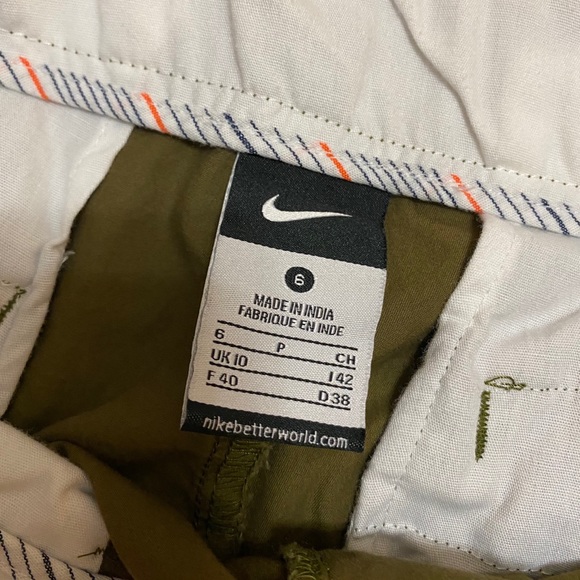 6
MADE IN INDIA
FABRIQUE EN INDE
6 P CH
UK 10 I 42
F 40 D 38
nikebetterworld.com